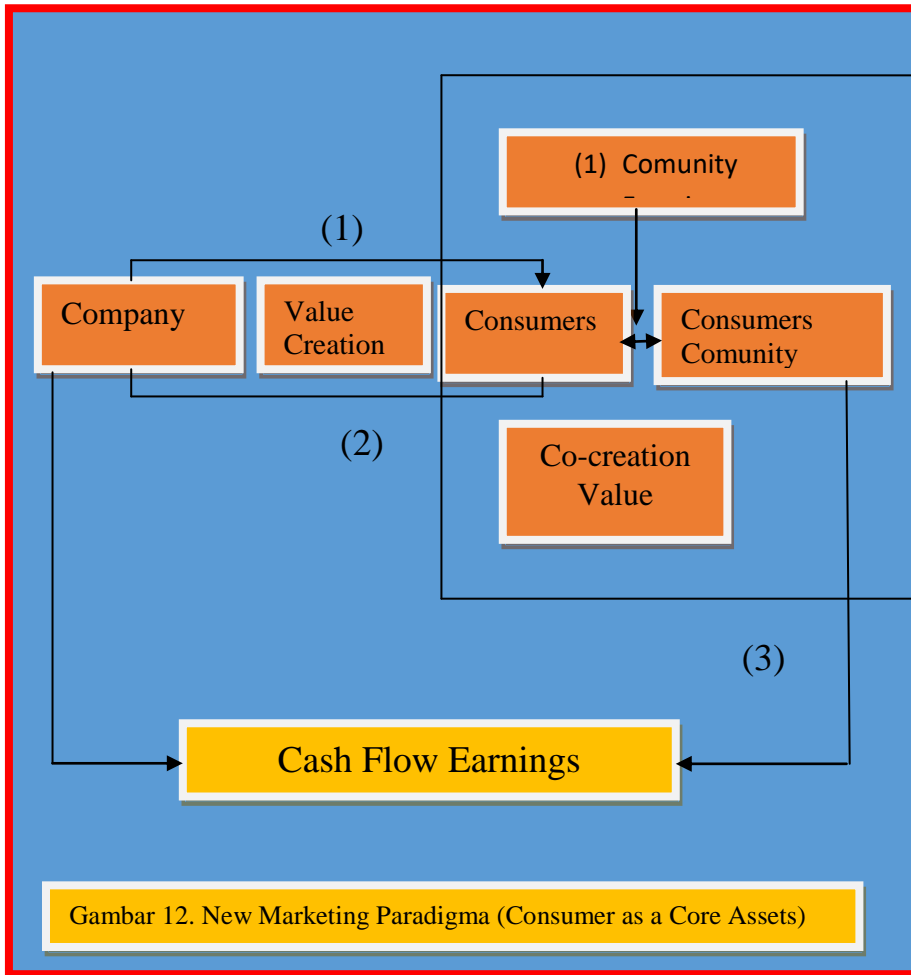 (1) Comunity
(1)
Company
Value
Creation
Consumers
Consumers
Comunity
(2)
Co-creation
Value
(3)
Cash Flow Earnings
Gambar 12. New Marketing Paradigma (Consumer as a Core Assets)